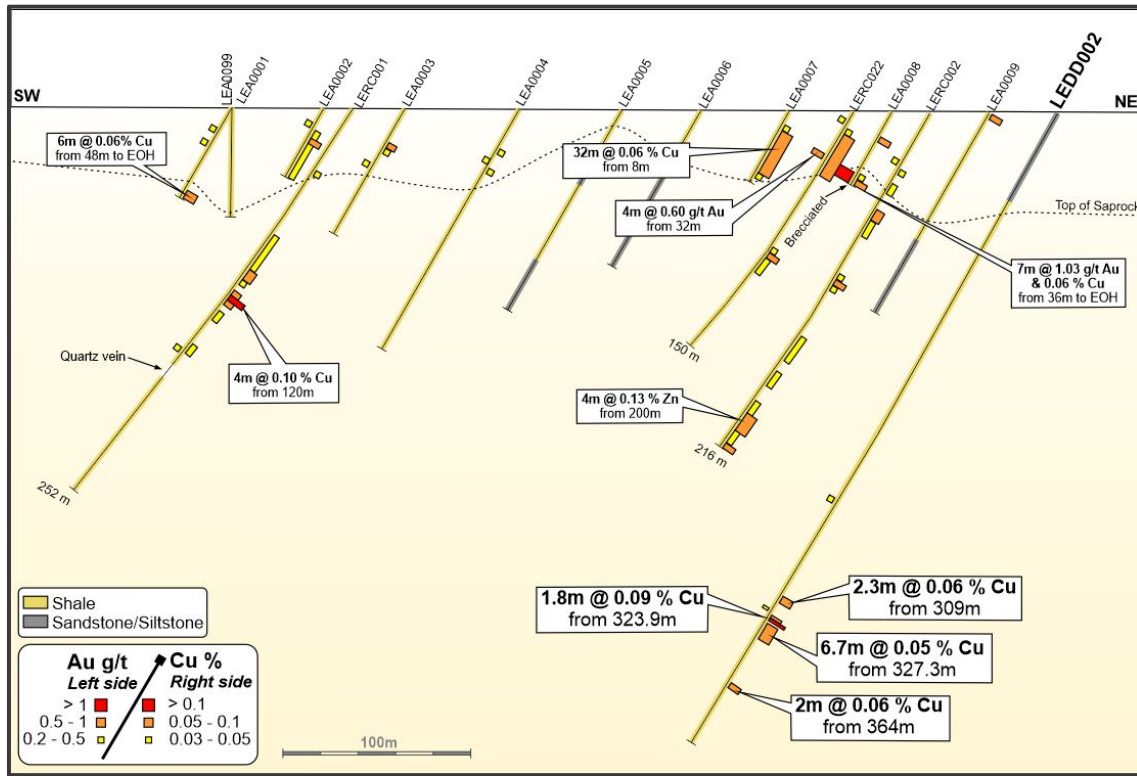 SW
LEA0099
LEA0001
LEA0002
LERC001
LEA0003
LEA0004
LEA0005
LEA0006
LEA0007
LERC022
LEA0008
LERC002
LEA0009
LEDD002
NE
6m @ 0.06% Cu
from 48m to EOH
32m @ 0.06 % Cu
from 8m
4m @ 0.60 g/t Au
from 32m
Brecciated
Top of Saprock
7m @ 1.03 g/t Au
& 0.06 % Cu
from 36m to EOH
Quartz vein
4m @ 0.10 % Cu
from 120m
150 m
4m @ 0.13 % Zn
from 200m
216 m
252 m
1.8m @ 0.09 % Cu
from 323.9m
2.3m @ 0.06 % Cu
from 309m
6.7m @ 0.05 % Cu
from 327.3m
2m @ 0.06 % Cu
from 364m
Shale
Sandstone/Siltstone
Au g/t Cu %
Left side Right side
> 1 > 0.1
0.5 - 1 0.05 - 0.1
0.2 - 0.5 0.03 - 0.05
100m